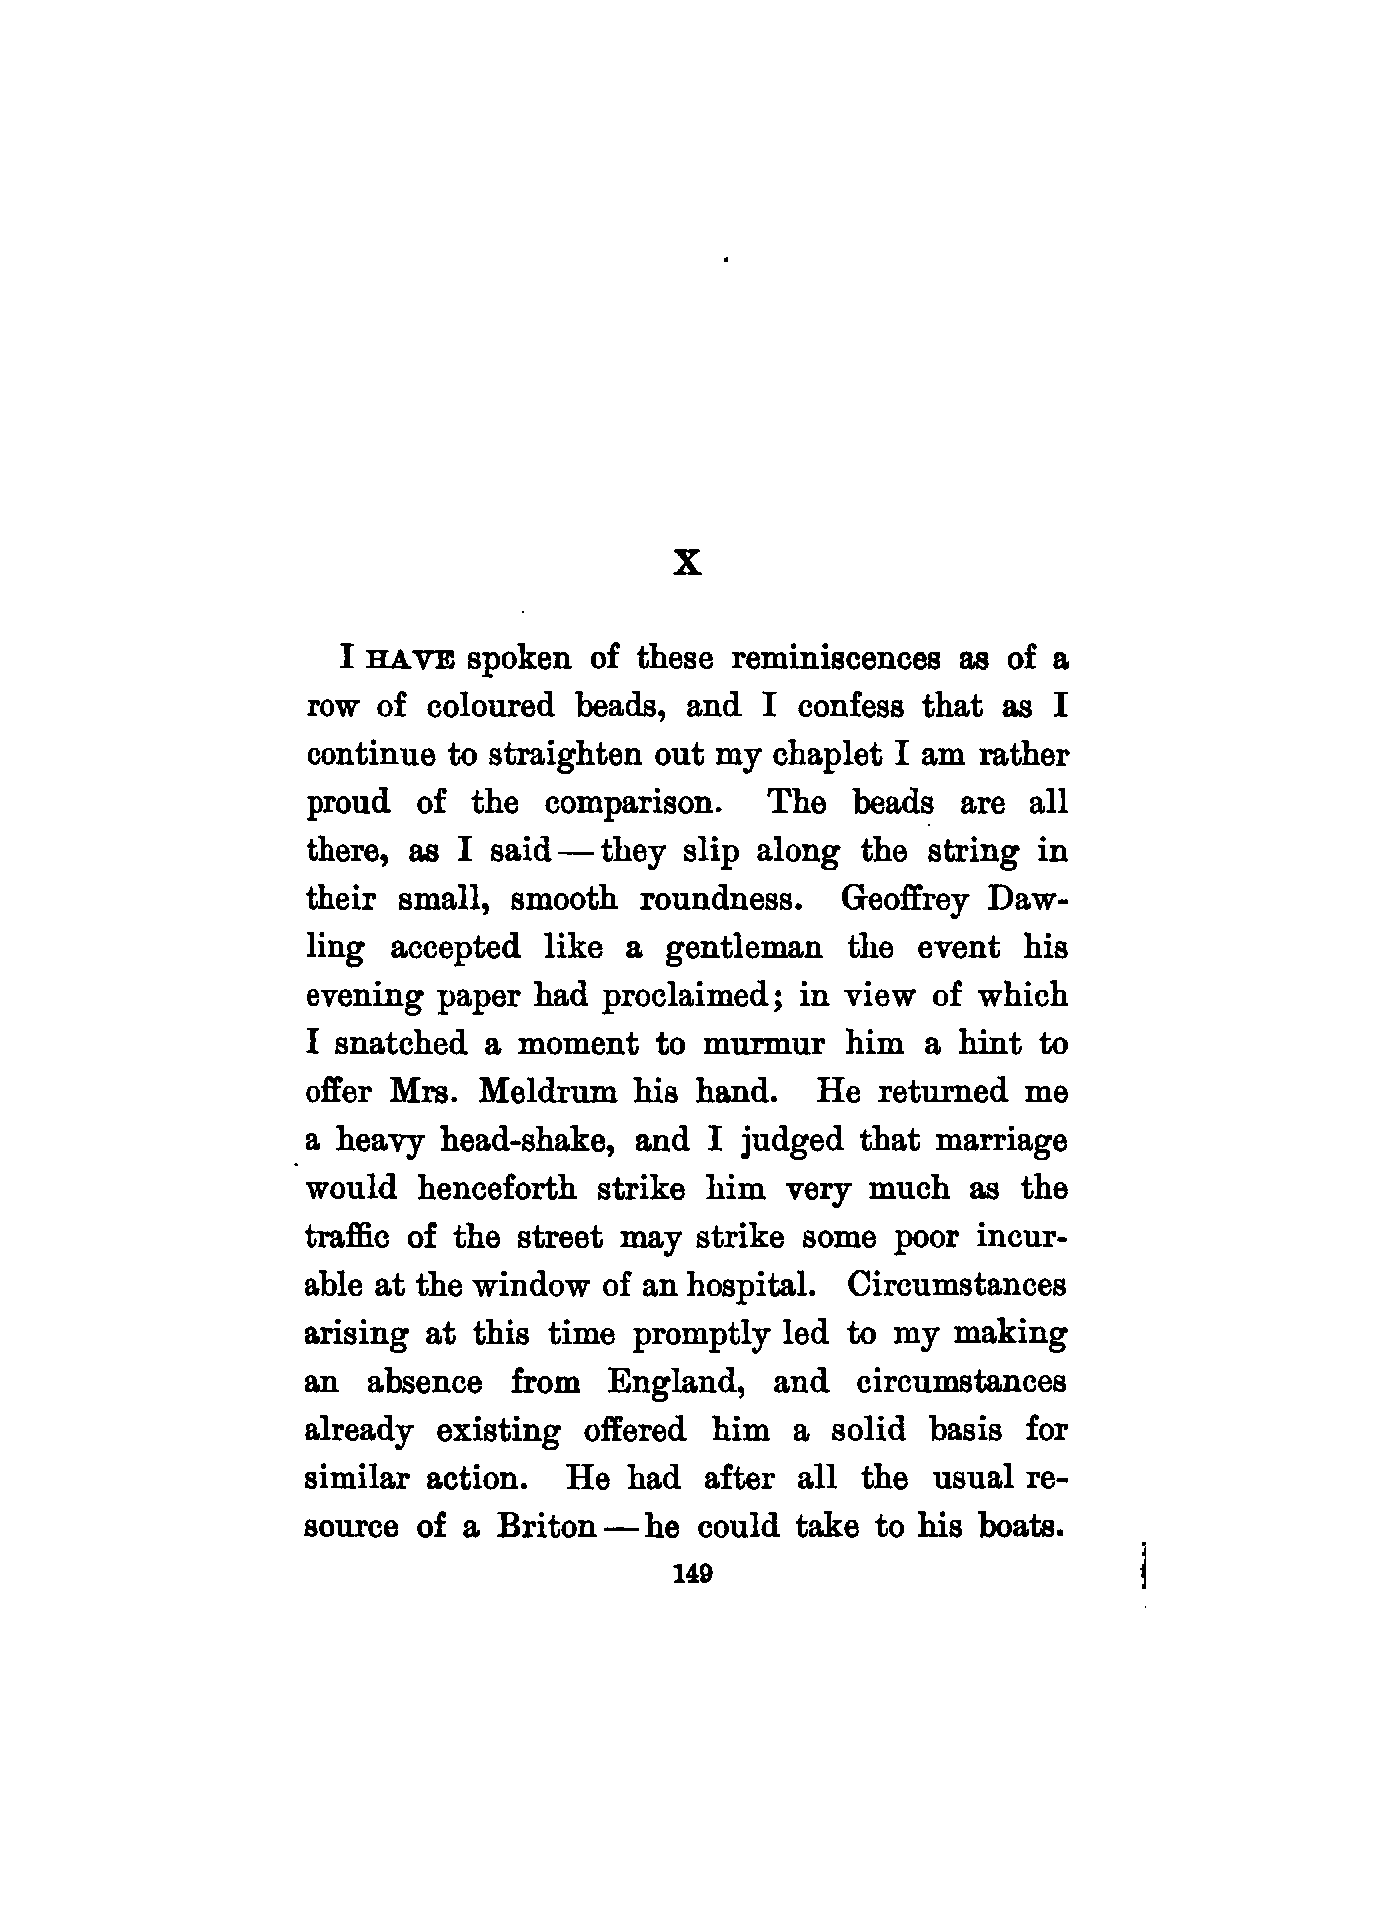 X
I HAVE spoken of these reminiscences as of a
row of coloured beads, and I confess that as I
continue to straighten out my chaplet I am rather
proud of the comparison. The beads are all
there, as I said—they slip along the string in
their small, smooth roundness. Geoffrey Daw-
ling accepted like a gentleman the event his
evening paper had proclaimed; in view of which
I snatched a moment to murmur him a hint to
offer Mrs. Meldrum his hand. He returned me
a heavy head-shake, and I judged that marriage
would henceforth strike him very much as the
traffic of the street may strike some poor incur-
able at the window of an hospital. Circumstances
arising at this time promptly led to my making
an absence from England, and circumstances
already existing offered him a solid basis for
similar action. He had after all the usual re-
source of a Briton—he could take to his boats.
149